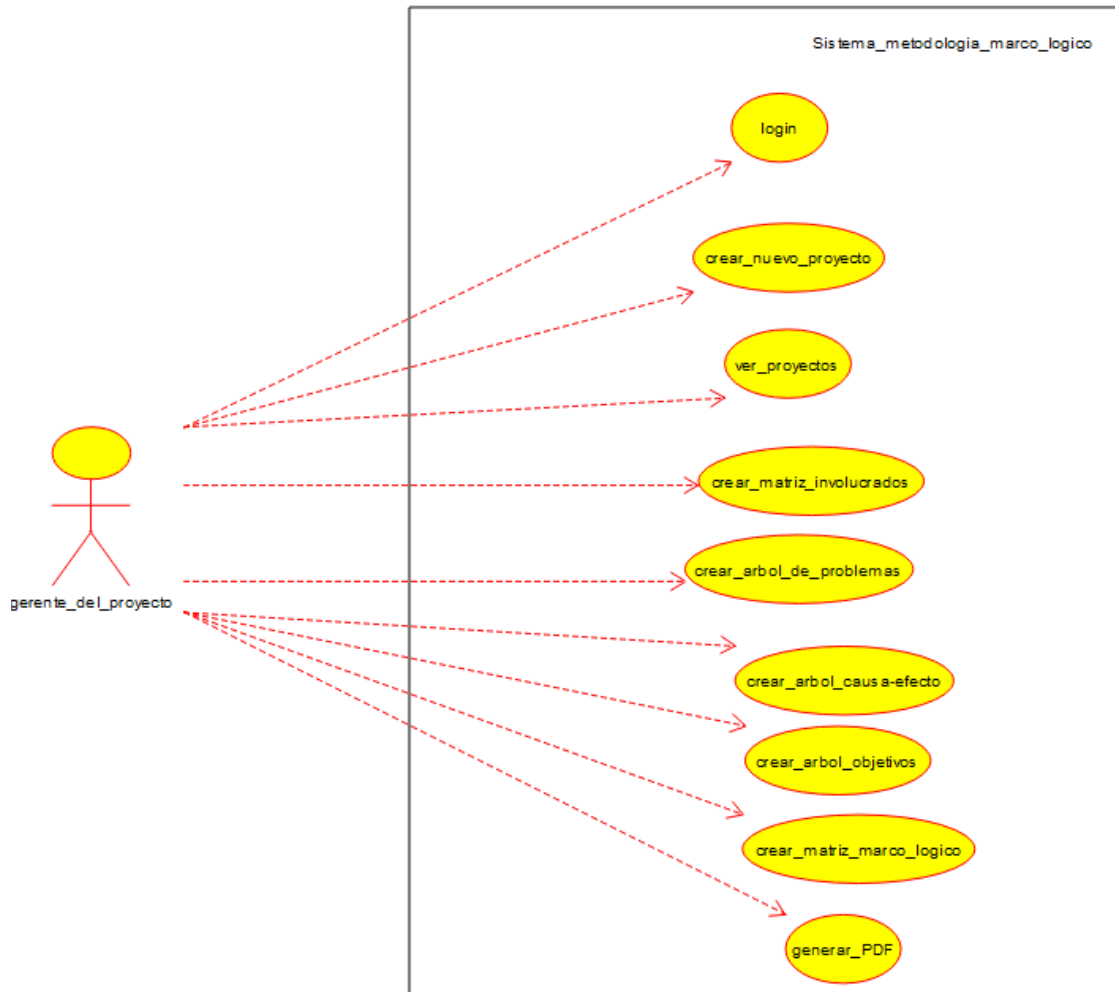 Sistema_metodologia_marco_logico
login
crear_nuevo_proyecto
ver_proyectos
crear_matriz_involucrados
crear_arbol_de_problemas
gerente_del_proyecto
crear_arbol_causa-efecto
crear_arbol_objetivos
crear_matriz_marco_logico
generar_PDF